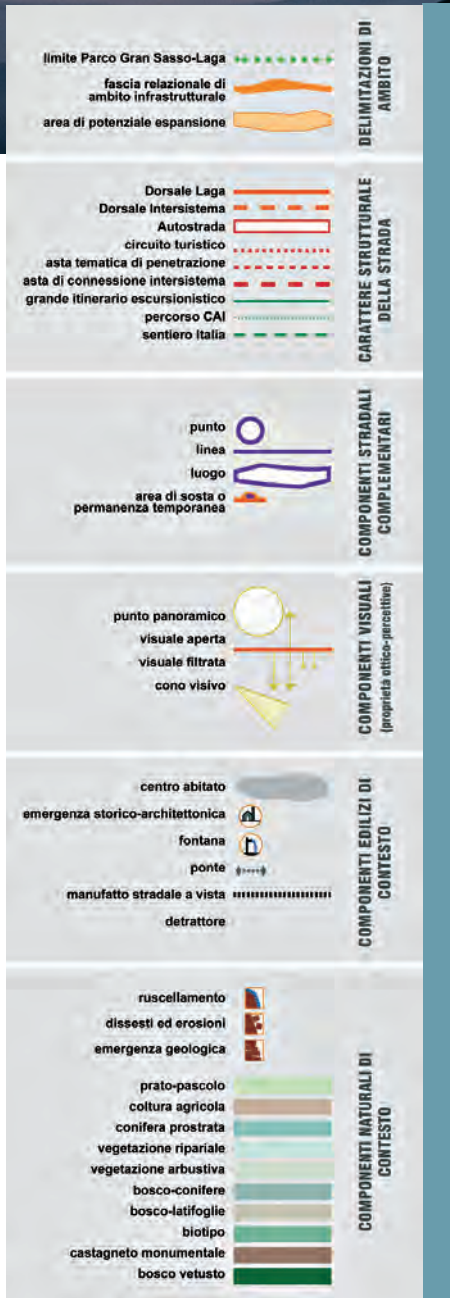 limite Parco Gran Sasso-Laga
fascia relazionale di
ambito infrastrutturale
area di potenziale espansione
DELIMITAZIONI DI
AMBITO
Dorsale Laga
Dorsale Intersistema
Autostrada
circuito turistico
asta tematica di penetrazione
asta di connessione intersistema
grande itinerario escursionistico
percorso CAI
sentiero Italia
CARATTERE STRUTTURALE
DELLA STRADA
punto
linea
luogo
area di sosta o
permanenza temporanea
COMPONENTI STRADALI
COMPLEMENTARI
punto panoramico
visuale aperta
visuale filtrata
cono visivo
COMPONENTI VISUALI
(proprietà ottico-percettive)
centro abitato
emergenza storico-architettonica
fontana
ponte
manufatto stradale a vista
detrattore
COMPONENTI EDILIZI DI
CONTESTO
ruscellamento
dissesti ed erosioni
emergenza geologica
prato-pascolo
coltura agricola
conifera prostrata
vegetazione ripariale
vegetazione arbustiva
bosco-conifere
bosco-latifoglie
biotipo
castagneto monumentale
bosco vetusto
COMPONENTI NATURALI DI
CONTESTO